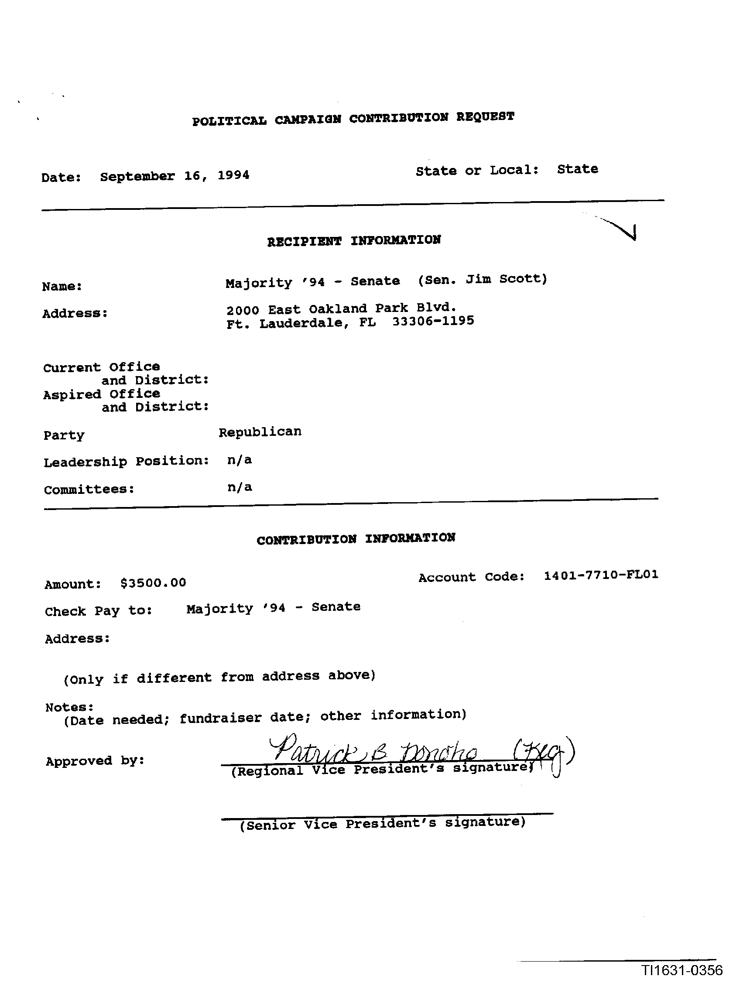 POLITICAL CAMPAIGN CONTRIBUTION REQUEST
Date: September 16, 1994 State or Local: State
RECIPIENT INFORMATION
Name: Majority '94 - Senate (Sen. Jim Scott)
Address: 2000 East Oakland Park Blvd.
Ft. Lauderdale, FL 33306-1195
Current Office
and District:
Aspired Office
and District:
Party Republican
Leadership Position: n/a
Committees: n/a
CONTRIBUTION INFORMATION
Amount: $3500.00 Account Code: 1401-7710-FL01
Check Pay to: Majority '94 - Senate
Address:
(Only if different from address above)
Notes:
(Date needed; fundraiser date; other information)
Approved by: Patrick B Donoho
(Regional Vice President's signature)
(Senior Vice President's signature)
TI1631-0356